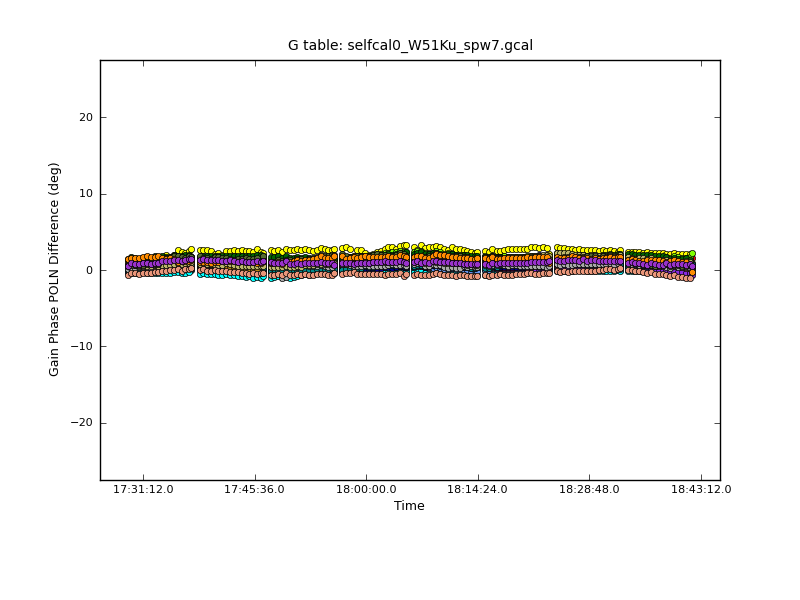 G table: selfcal0_W51Ku_spw7.gcal
Gain Phase POLN Difference (deg)
20
10
0
−10
−20
17:31:12.0 17:45:36.0 18:00:00.0 18:14:24.0 18:28:48.0 18:43:12.0
Time